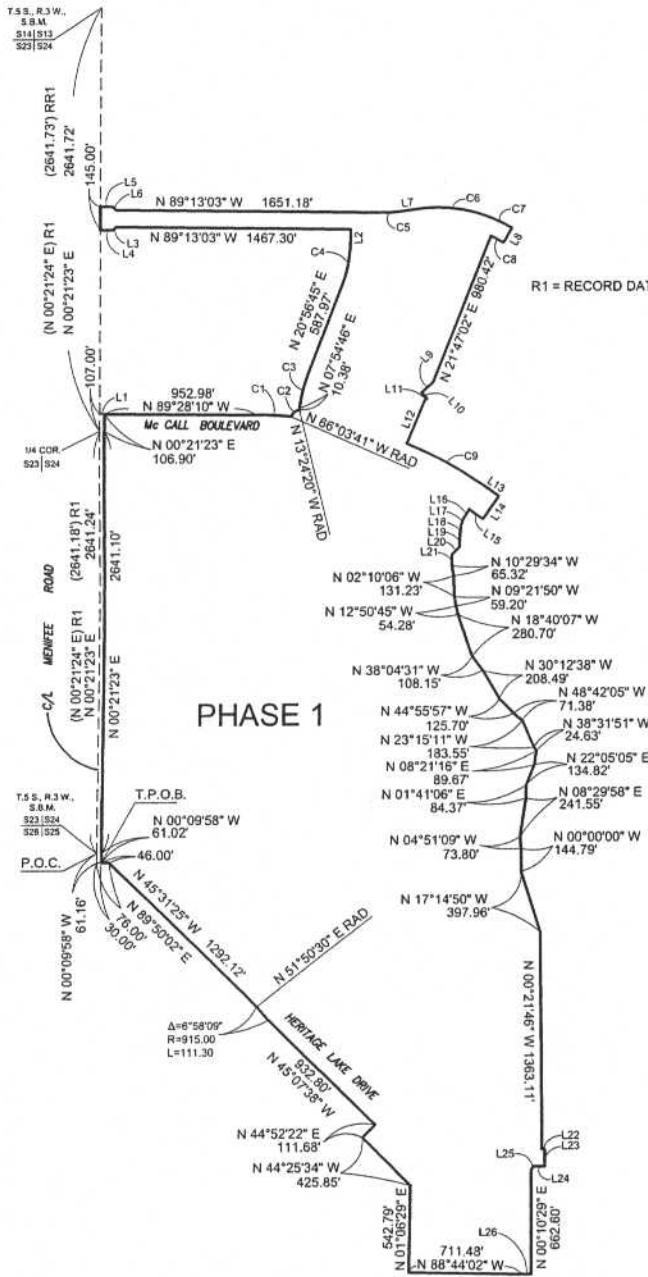 T.5 S., R.3 W.,
S.B.M.
S14|S13
S23|S24
(2641.73') RR1
2641.72'
145.00'
L5
L6
N 89°13'03" W 1651.18'
L7
C6
C7
C5
L8
C8
L3
L4
N 89°13'03" W 1467.30'
L2
C4
(N 00°21'24" E) R1
N 00°21'23" E
N 20°56'45" E
587.97'
N 21°47'02" E 980.42'
R1 = RECORD DAT
N 07°54'46" E
10.38'
L9
L10
L11
L12
107.00'
L1
952.98'
N 89°28'10" W
C1
C2
C3
Mc CALL BOULEVARD
N 86°03'41" W RAD
N 13°24'20" W RAD
1/4 COR.
S23|S24
N 00°21'23" E
106.90'
C9
L13
L14
L15
L16
L17
L18
L19
L20
L21
C/L MENIFEE ROAD
(2641.18') R1
2641.24'
2641.10'
(N 00°21'24" E) R1
N 00°21'23" E
N 00°21'23" E
N 10°29'34" W
65.32'
N 02°10'06" W
131.23'
N 09°21'50" W
59.20'
N 12°50'45" W
54.28'
N 18°40'07" W
280.70'
N 38°04'31" W
108.15'
N 30°12'38" W
208.49'
PHASE 1
N 44°55'57" W
125.70'
N 48°42'05" W
71.38'
N 23°15'11" W
183.55'
N 38°31'51" W
24.63'
N 08°21'16" W
89.67'
N 22°05'05" E
134.82'
N 01°41'06" E
84.37'
N 08°29'58" E
241.55'
T.5 S., R.3 W.,
S.B.M.
S23|S24
S26|S25
T.P.O.B.
N 00°09'58" W
61.02'
46.00'
P.O.C.
N 04°51'09" W
73.80'
N 00°00'00" W
144.79'
N 00°09'58" W
61.16'
30.00'
76.00'
N 89°50'02" E
N 45°31'25" W 1292.12'
N 17°14'50" W
397.96'
N 51°50'30" E RAD
Δ=6°58'09"
R=915.00
L=111.30
HERITAGE LAKE DRIVE
932.80'
N 45°07'38" W
N 00°21'46" W 1363.11'
N 44°52'22" E
111.68'
N 44°25'34" W
425.85'
L22
L23
L25
L24
542.79'
N 01°06'29" E
L26
711.48'
N 88°44'02" W
N 00°10'29" E
662.60'